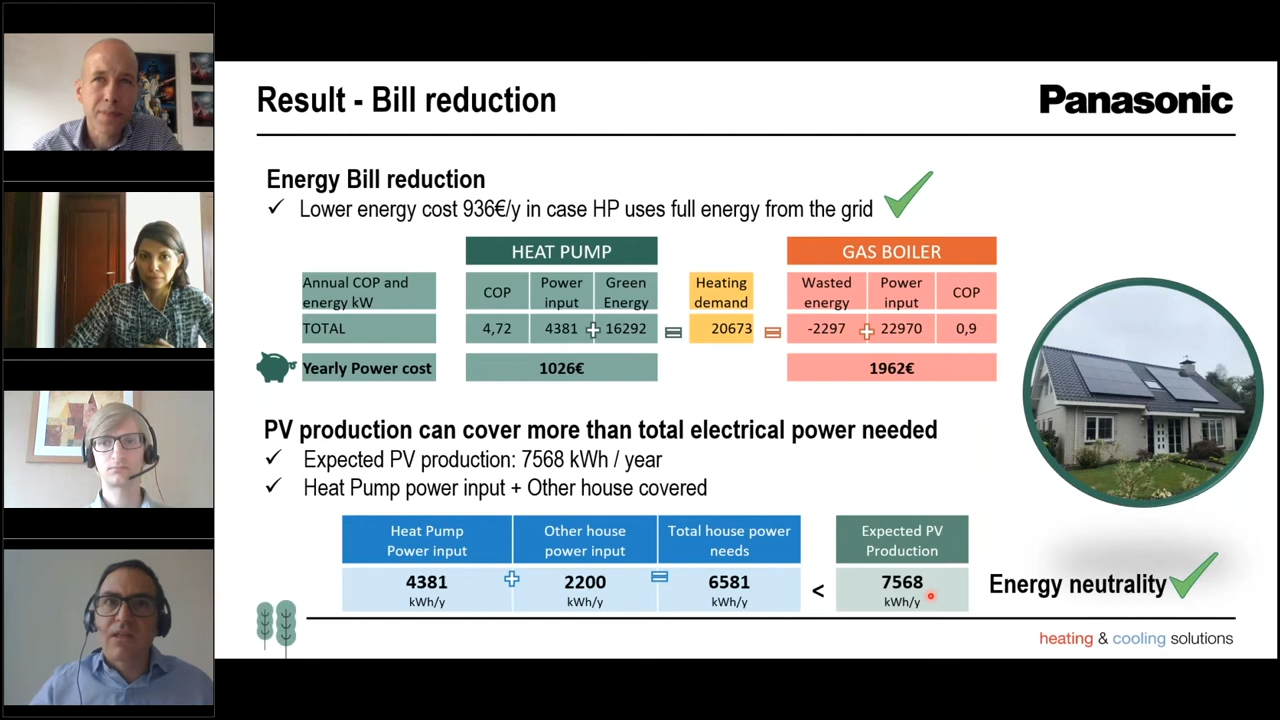 Result - Bill reduction
Panasonic
Energy Bill reduction
✓ Lower energy cost 936€/y in case HP uses full energy from the grid
HEAT PUMP
GAS BOILER
Annual COP and energy kW
COP
Power input
Green Energy
Heating demand
Wasted energy
Power input
COP
TOTAL
4,72
4381 + 16292
=
20673
=
-2297 + 22970
0,9
Yearly Power cost
1026€
1962€
PV production can cover more than total electrical power needed
✓ Expected PV production: 7568 kWh / year
✓ Heat Pump power input + Other house covered
Heat Pump
Power input
Other house
power input
Total house power
needs
Expected PV
Production
4381
kWh/y
+
2200
kWh/y
=
6581
kWh/y
<
7568
kWh/y
Energy neutrality
heating & cooling solutions